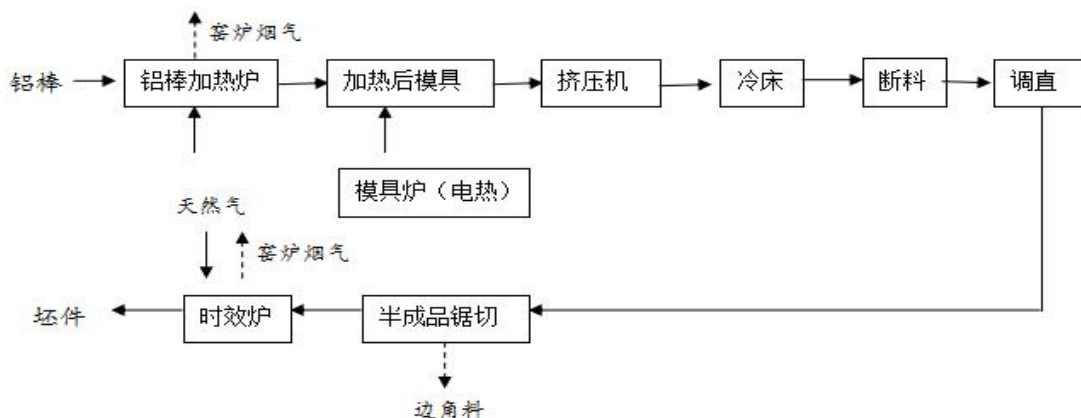 窑炉烟气
铝棒
铝棒加热炉
加热后模具
挤压机
冷床
断料
调直
模具炉（电热）
天然气
窑炉烟气
坯件
时效炉
半成品锯切
边角料